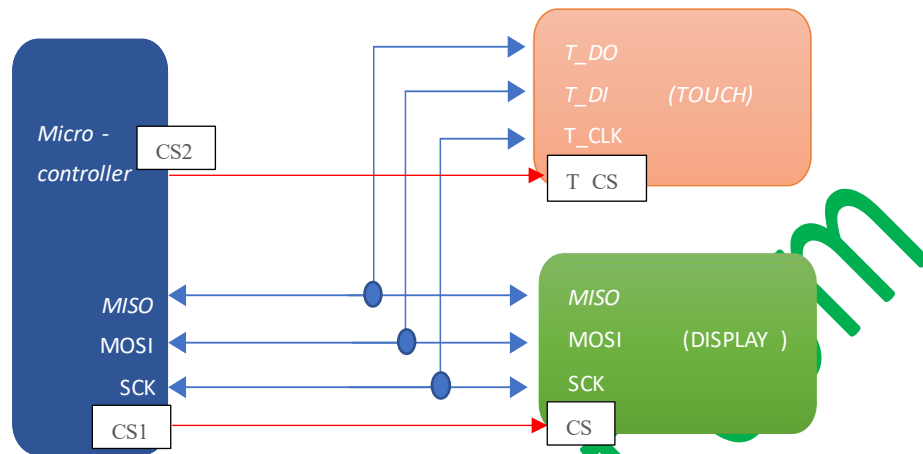 Micro -
controller
CS2
MISO
MOSI
SCK
CS1
T_DO
T_DI (TOUCH)
T_CLK
T CS
MISO
MOSI (DISPLAY )
SCK
CS